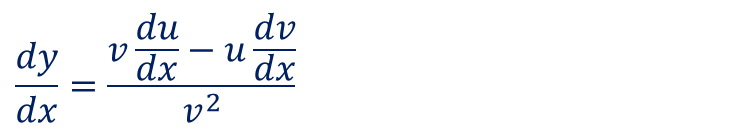 dy/dx = (v du/dx − u dv/dx) / v²